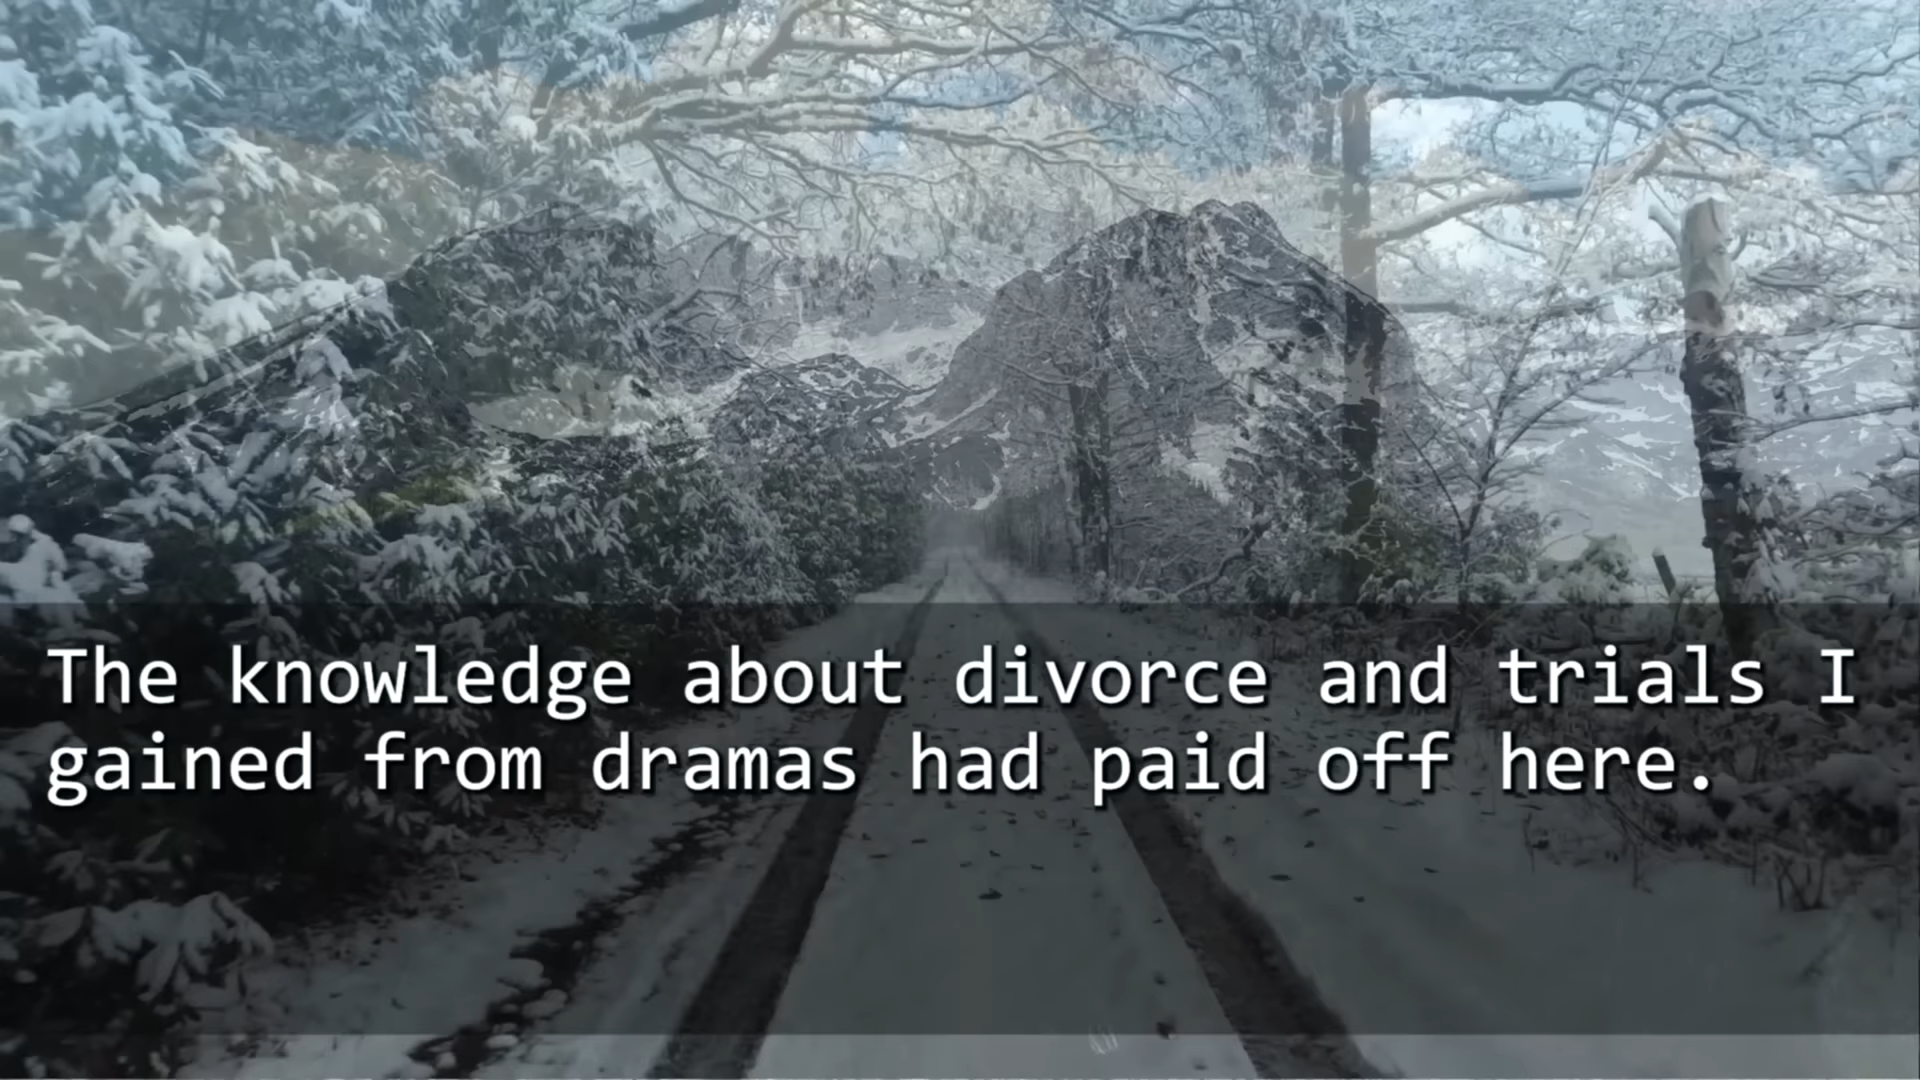 The knowledge about divorce and trials I
gained from dramas had paid off here.